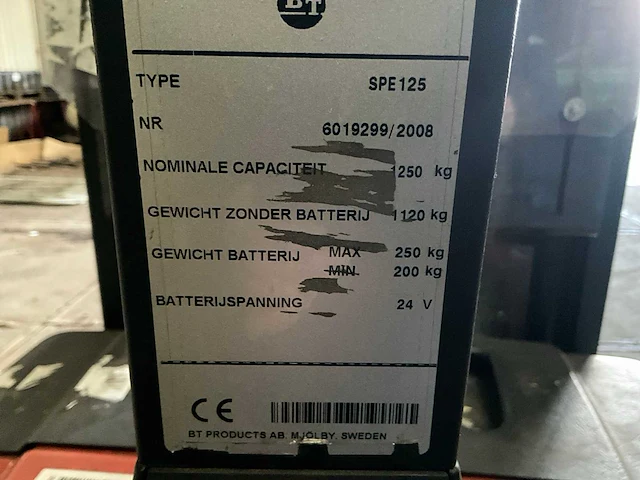 BT
TYPE SPE125
NR 6019299/2008
NOMINALE CAPACITEIT 1250 kg
GEWICHT ZONDER BATTERIJ 1120 kg
GEWICHT BATTERIJ MAX 250 kg
MIN 200 kg
BATTERIJSPANNING 24 V
CE
BT PRODUCTS AB. MJÖLBY. SWEDEN